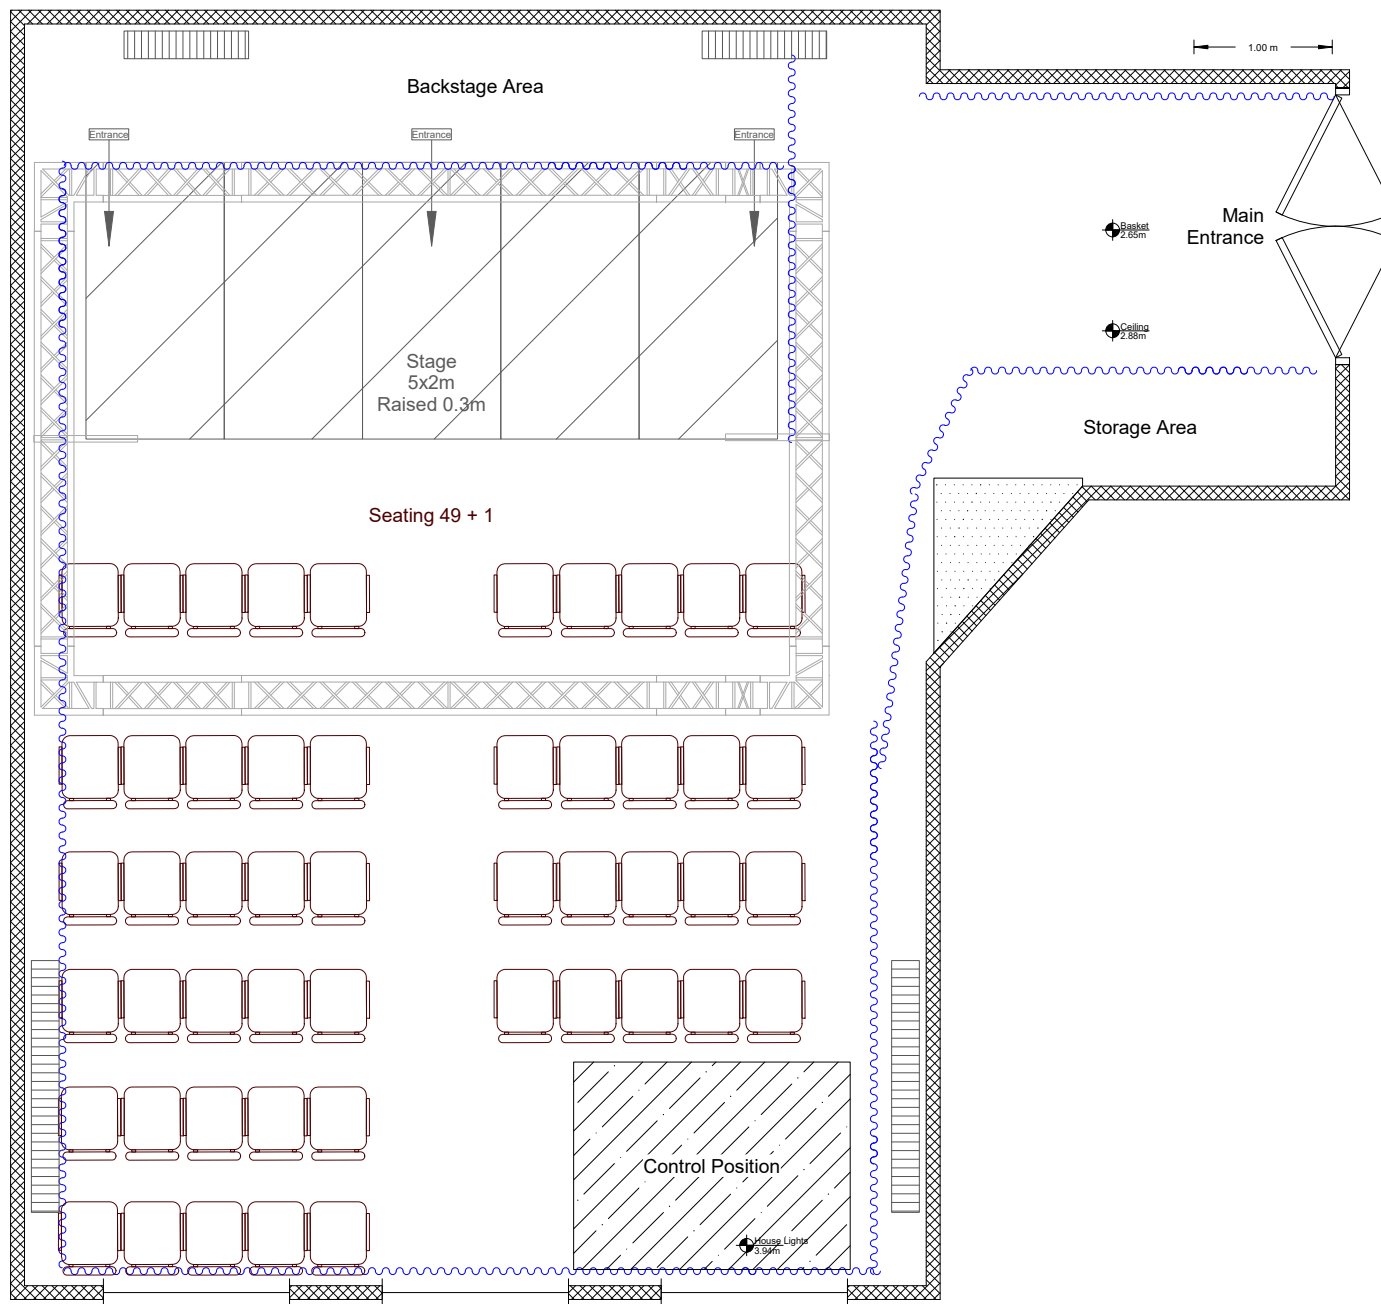 1.00 m
Backstage Area
Entrance
Entrance
Entrance
Main
Entrance
Basket
2.65m
Ceiling
2.88m
Stage
5x2m
Raised 0.3m
Storage Area
Seating 49 + 1
Control Position
House Lights
3.94m